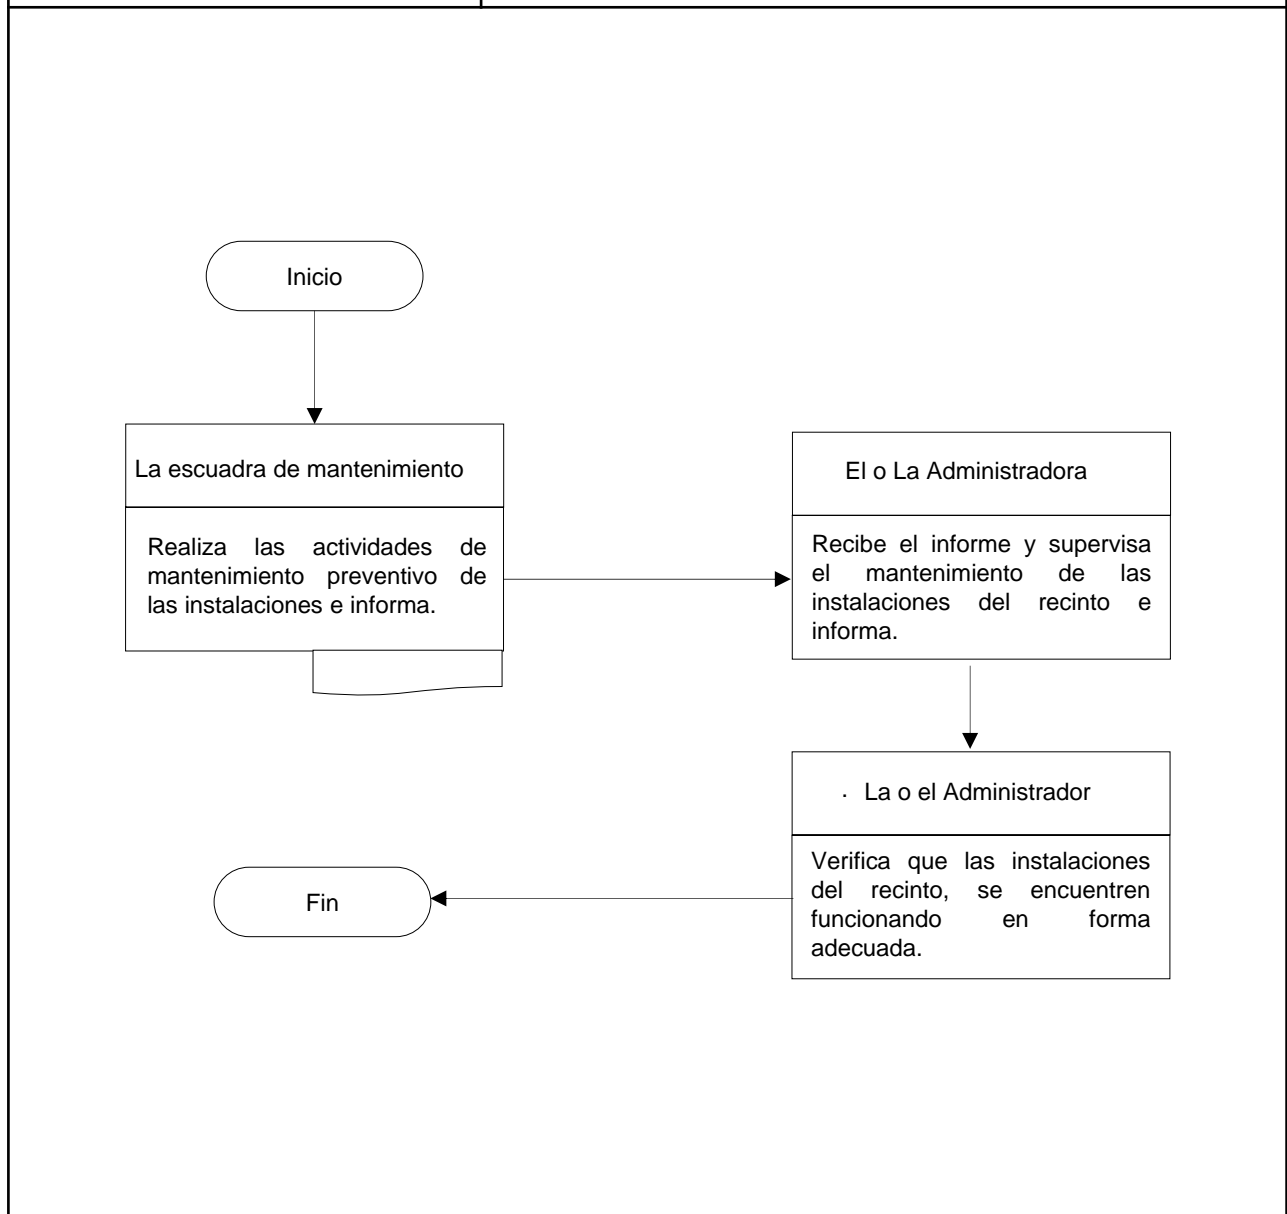 Inicio
La escuadra de mantenimiento
Realiza las actividades de
mantenimiento preventivo de
las instalaciones e informa.
El o La Administradora
Recibe el informe y supervisa
el mantenimiento de las
instalaciones del recinto e
informa.
. La o el Administrador
Verifica que las instalaciones
del recinto, se encuentren
funcionando en forma
adecuada.
Fin